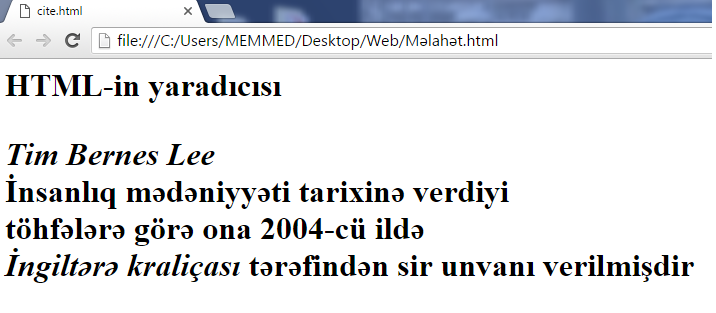 cite.html
file:///C:/Users/MEMMED/Desktop/Web/Məlahət.html
HTML-in yaradıcısı
Tim Bernes Lee
İnsanlıq mədəniyyəti tarixinə verdiyi
töhfələrə görə ona 2004-cü ildə
İngiltərə kraliçası tərəfindən sir unvanı verilmişdir